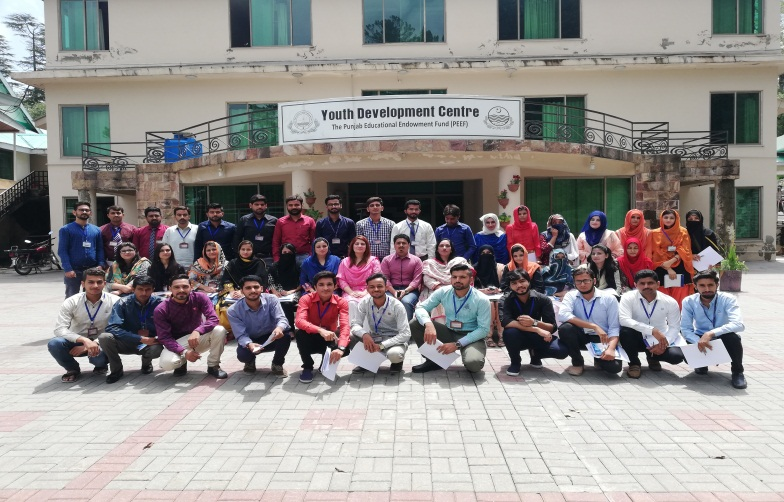 Youth Development Centre
The Punjab Educational Endowment Fund (PEEF)